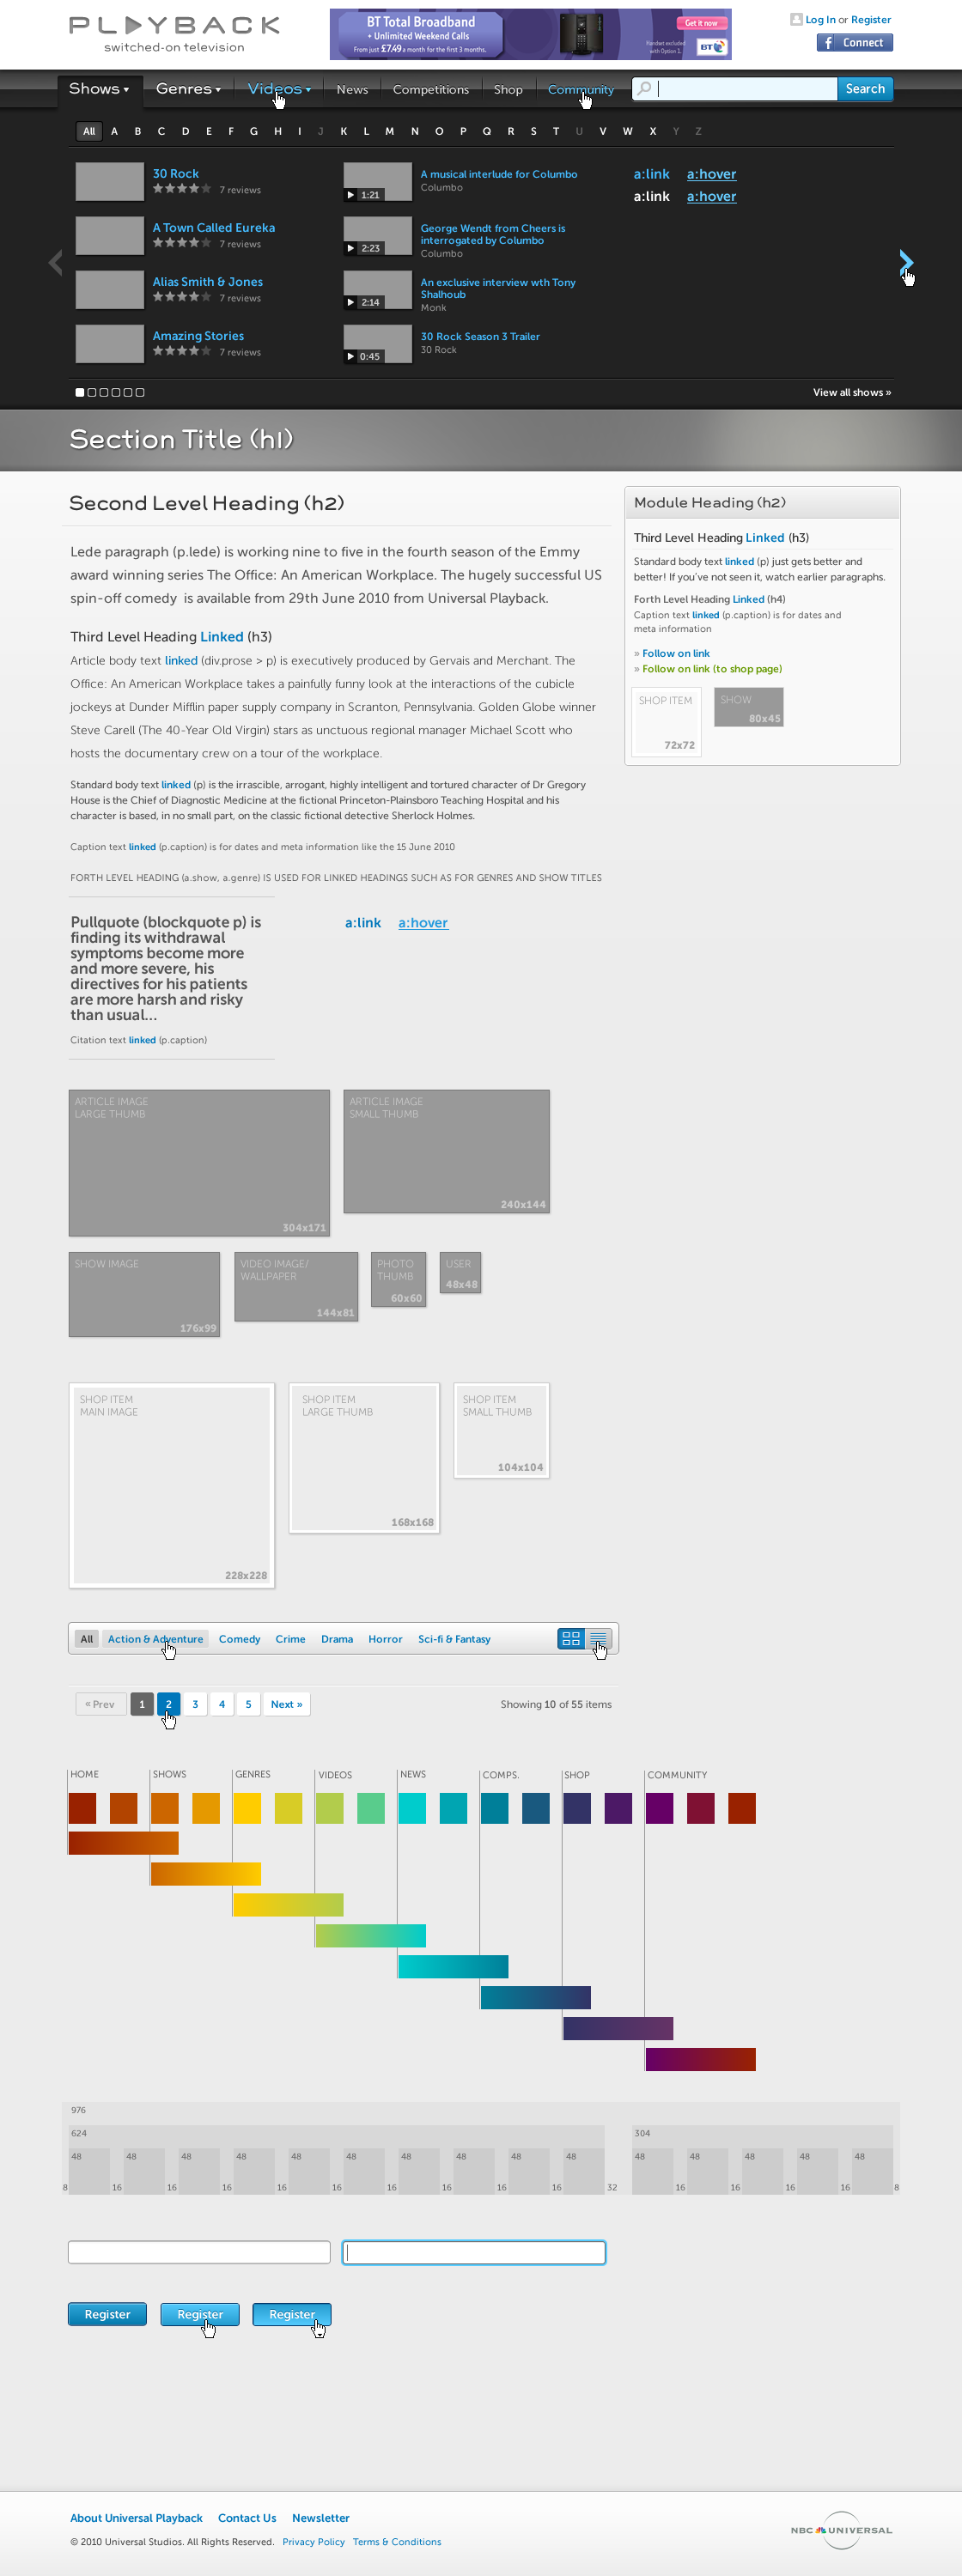 PLAYBACK
switched-on television
BT Total Broadband
+ Unlimited Weekend Calls
From just £7.49 a month for the first 3 months.
Get it now
Handset exclusive
with Option 1.
BT
Log In or Register
f Connect
Shows
Genres
Videos
News
Competitions
Shop
Community
Search
All A B C D E F G H I J K L M N O P Q R S T U V W X Y Z
30 Rock
7 reviews
A Town Called Eureka
7 reviews
Alias Smith & Jones
7 reviews
Amazing Stories
7 reviews
1:21
A musical interlude for Columbo
Columbo
2:23
George Wendt from Cheers is
interrogated by Columbo
Columbo
2:14
An exclusive interview wth Tony
Shalhoub
Monk
0:45
30 Rock Season 3 Trailer
30 Rock
a:link a:hover
a:link a:hover
View all shows »
Section Title (h1)
Second Level Heading (h2)
Lede paragraph (p.lede) is working nine to five in the fourth season of the Emmy
award winning series The Office: An American Workplace. The hugely successful US
spin-off comedy is available from 29th June 2010 from Universal Playback.
Third Level Heading Linked (h3)
Article body text linked (div.prose > p) is executively produced by Gervais and Merchant. The
Office: An American Workplace takes a painfully funny look at the interactions of the cubicle
jockeys at Dunder Mifflin paper supply company in Scranton, Pennsylvania. Golden Globe winner
Steve Carell (The 40-Year Old Virgin) stars as unctuous regional manager Michael Scott who
hosts the documentary crew on a tour of the workplace.
Standard body text linked (p) is the irrascible, arrogant, highly intelligent and tortured character of Dr Gregory
House is the Chief of Diagnostic Medicine at the fictional Princeton-Plainsboro Teaching Hospital and his
character is based, in no small part, on the classic fictional detective Sherlock Holmes.
Caption text linked (p.caption) is for dates and meta information like the 15 June 2010
FORTH LEVEL HEADING (a.show, a.genre) IS USED FOR LINKED HEADINGS SUCH AS FOR GENRES AND SHOW TITLES
Pullquote (blockquote p) is
finding its withdrawal
symptoms become more
and more severe, his
directives for his patients
are more harsh and risky
than usual...
Citation text linked (p.caption)
a:link a:hover
Module Heading (h2)
Third Level Heading Linked (h3)
Standard body text linked (p) just gets better and
better! If you've not seen it, watch earlier paragraphs.
Forth Level Heading Linked (h4)
Caption text linked (p.caption) is for dates and
meta information
» Follow on link
» Follow on link (to shop page)
SHOP ITEM
72x72
SHOW
80x45
ARTICLE IMAGE
LARGE THUMB
304x171
ARTICLE IMAGE
SMALL THUMB
240x144
SHOW IMAGE
176x99
VIDEO IMAGE/
WALLPAPER
144x81
PHOTO
THUMB
60x60
USER
48x48
SHOP ITEM
MAIN IMAGE
228x228
SHOP ITEM
LARGE THUMB
168x168
SHOP ITEM
SMALL THUMB
104x104
All Action & Adventure Comedy Crime Drama Horror Sci-fi & Fantasy
« Prev 1 2 3 4 5 Next »
Showing 10 of 55 items
HOME SHOWS GENRES VIDEOS NEWS COMPS. SHOP COMMUNITY
976
624 304
48 48 48 48 48 48 48 48 48 48 48 48 48 48 48
8 16 16 16 16 16 16 16 16 16 32 16 16 16 16 8
Register Register Register
About Universal Playback Contact Us Newsletter
© 2010 Universal Studios. All Rights Reserved. Privacy Policy Terms & Conditions
NBC UNIVERSAL